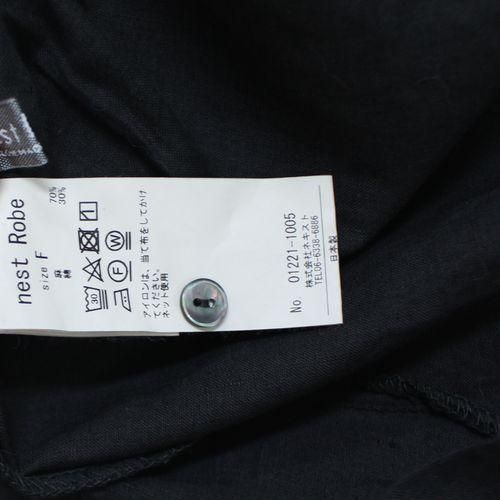 nest Robe
size F
麻 70%
綿 30%
30
F W
アイロンは、当て布をしてかけ
てください。
ネット使用
No. 01221-1005
株式会社ネキスト
TEL06-6338-6886
日本製